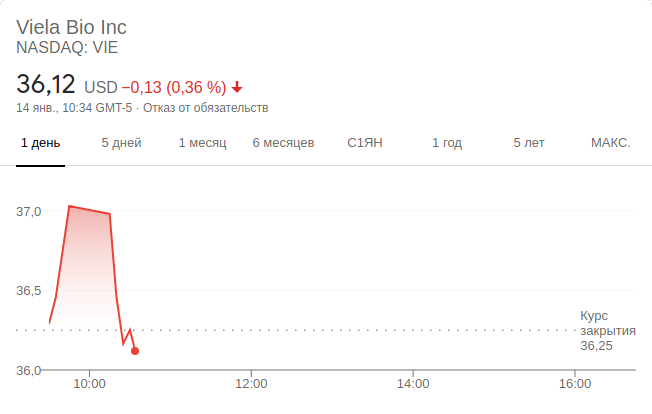 Viela Bio Inc
NASDAQ: VIE
36,12 USD −0,13 (0,36 %)
14 янв., 10:34 GMT-5 · Отказ от обязательств
1 день 5 дней 1 месяц 6 месяцев С1ЯН 1 год 5 лет МАКС.
37,0
36,5
Курс
закрытия
36,25
36,0
10:00 12:00 14:00 16:00